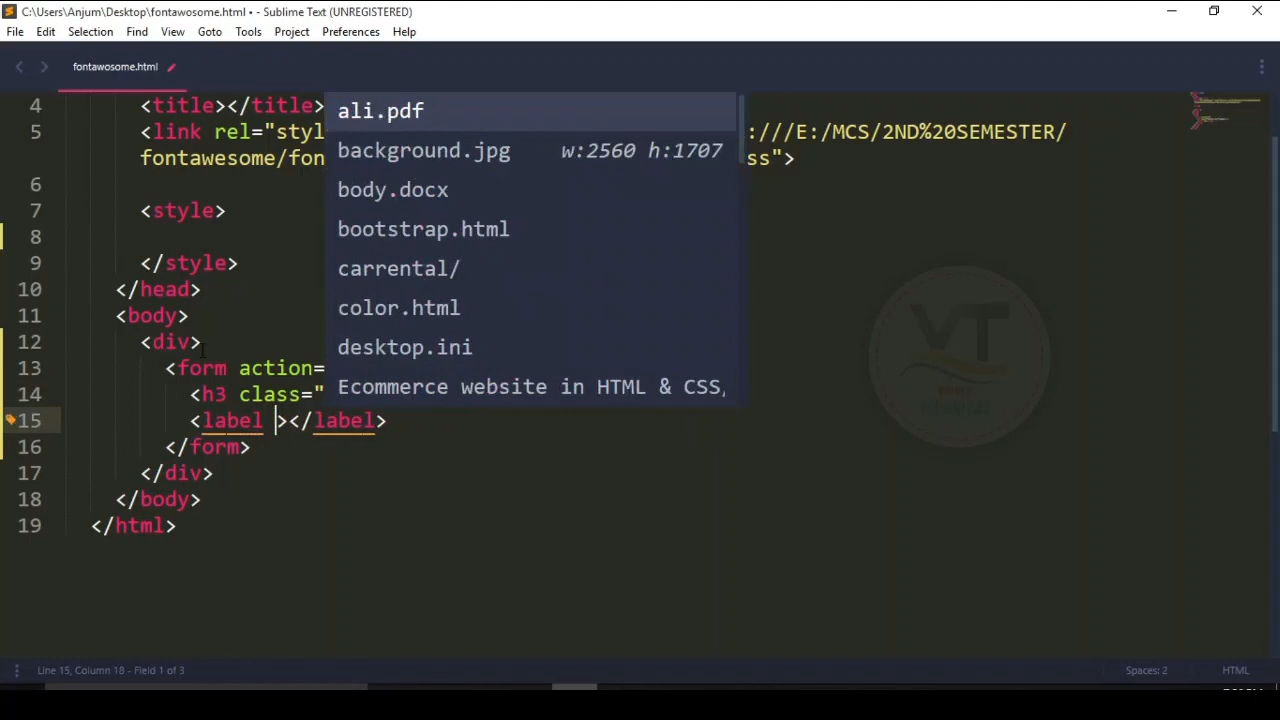 C:\Users\Anjum\Desktop\fontawosome.html • - Sublime Text (UNREGISTERED)
File Edit Selection Find View Goto Tools Project Preferences Help
fontawosome.html
4 <title></title>
5 <link rel="styl :///E:/MCS/2ND%20SEMESTER/
fontawesome/fon ss">
6
7 <style>
8
9 </style>
10 </head>
11 <body>
12 <div>
13 <form action=
14 <h3 class="
15 <label ></label>
16 </form>
17 </div>
18 </body>
19 </html>
ali.pdf
background.jpg w:2560 h:1707
body.docx
bootstrap.html
carrental/
color.html
desktop.ini
Ecommerce website in HTML & CSS,
VT
Line 15, Column 18 - Field 1 of 3
Spaces: 2
HTML